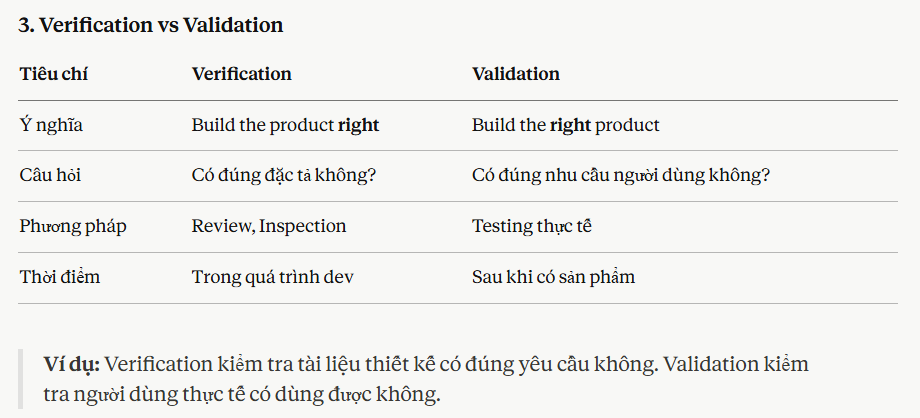 3. Verification vs Validation
Tiêu chí Verification Validation
Ý nghĩa Build the product right Build the right product
Câu hỏi Có đúng đặc tả không? Có đúng nhu cầu người dùng không?
Phương pháp Review, Inspection Testing thực tế
Thời điểm Trong quá trình dev Sau khi có sản phẩm
Ví dụ: Verification kiểm tra tài liệu thiết kế có đúng yêu cầu không. Validation kiểm
tra người dùng thực tế có dùng được không.